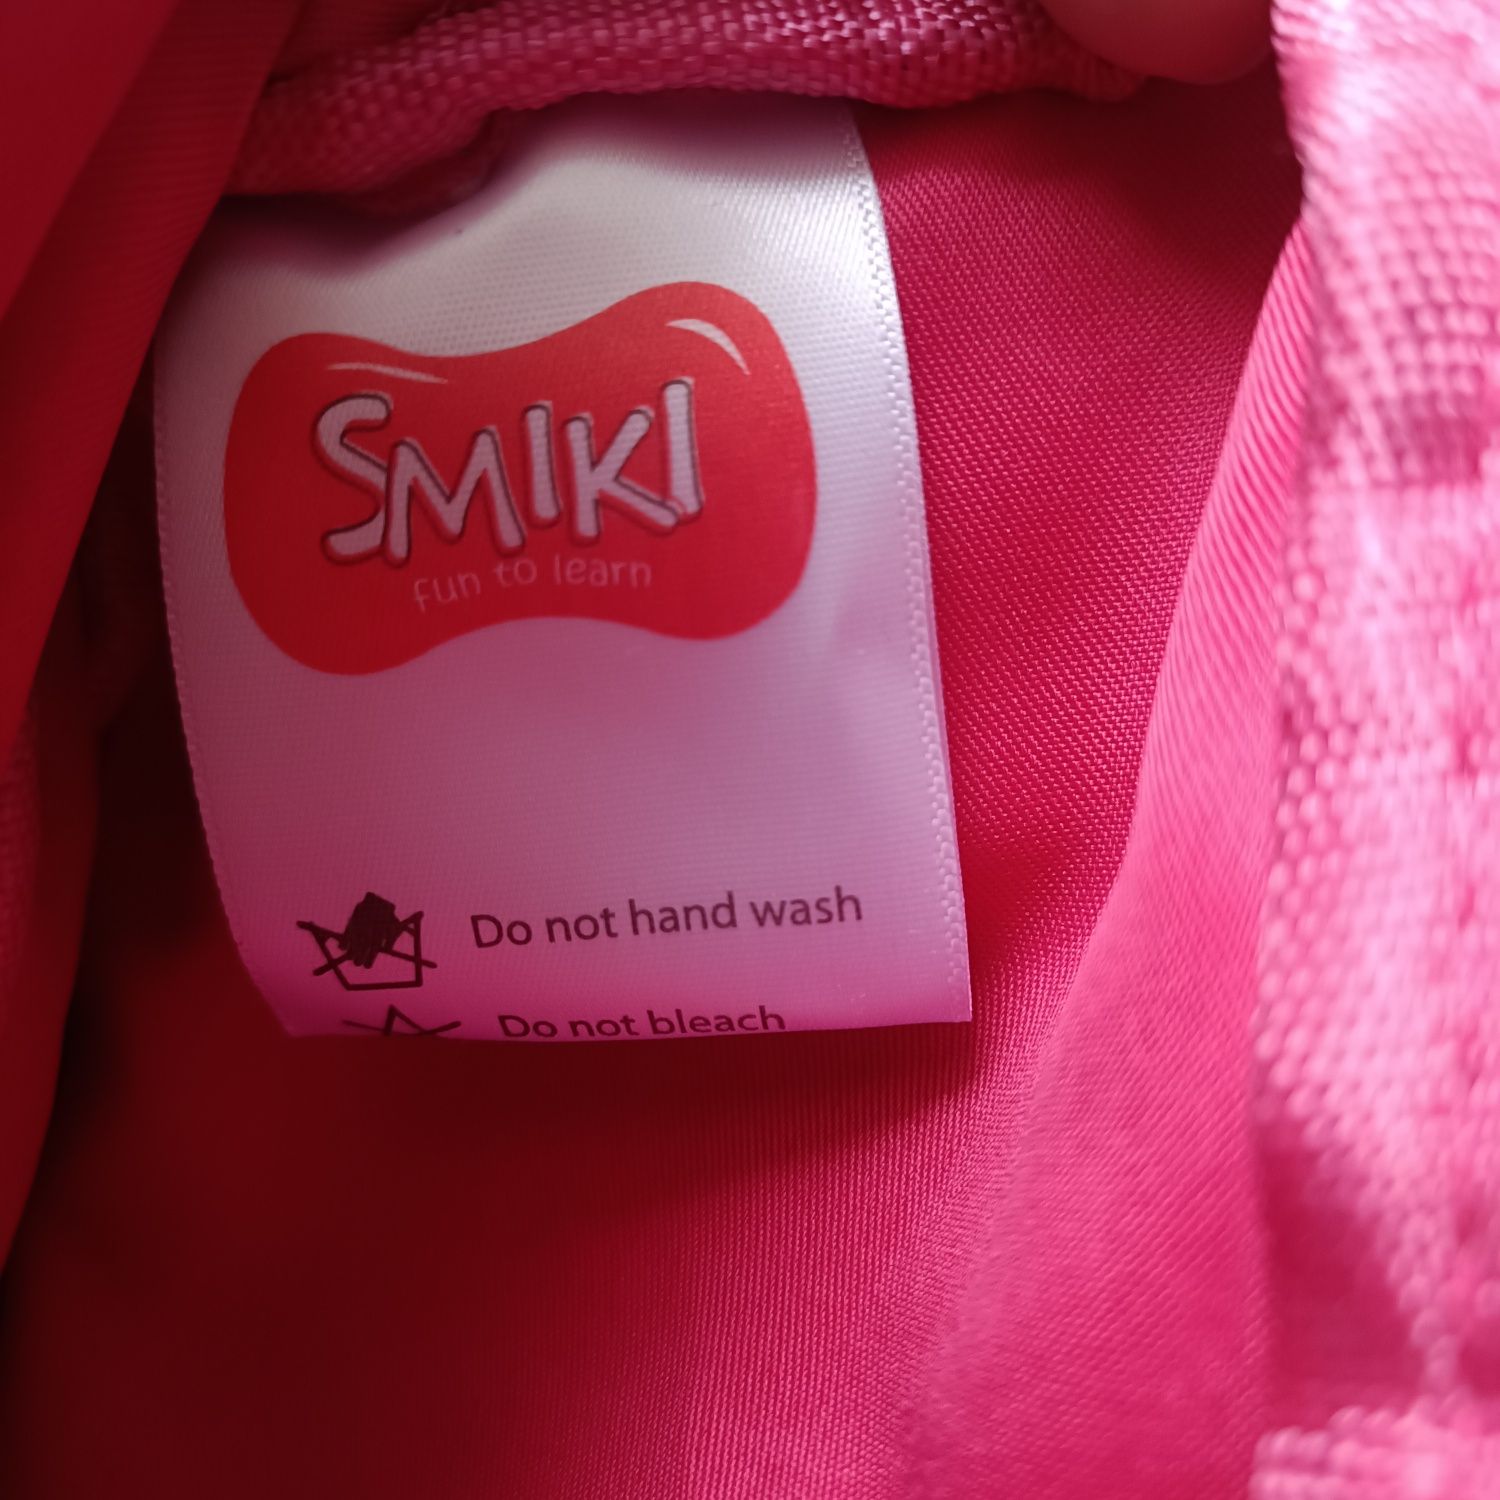 SMIKI
Fun to learn
Do not hand wash
Do not bleach